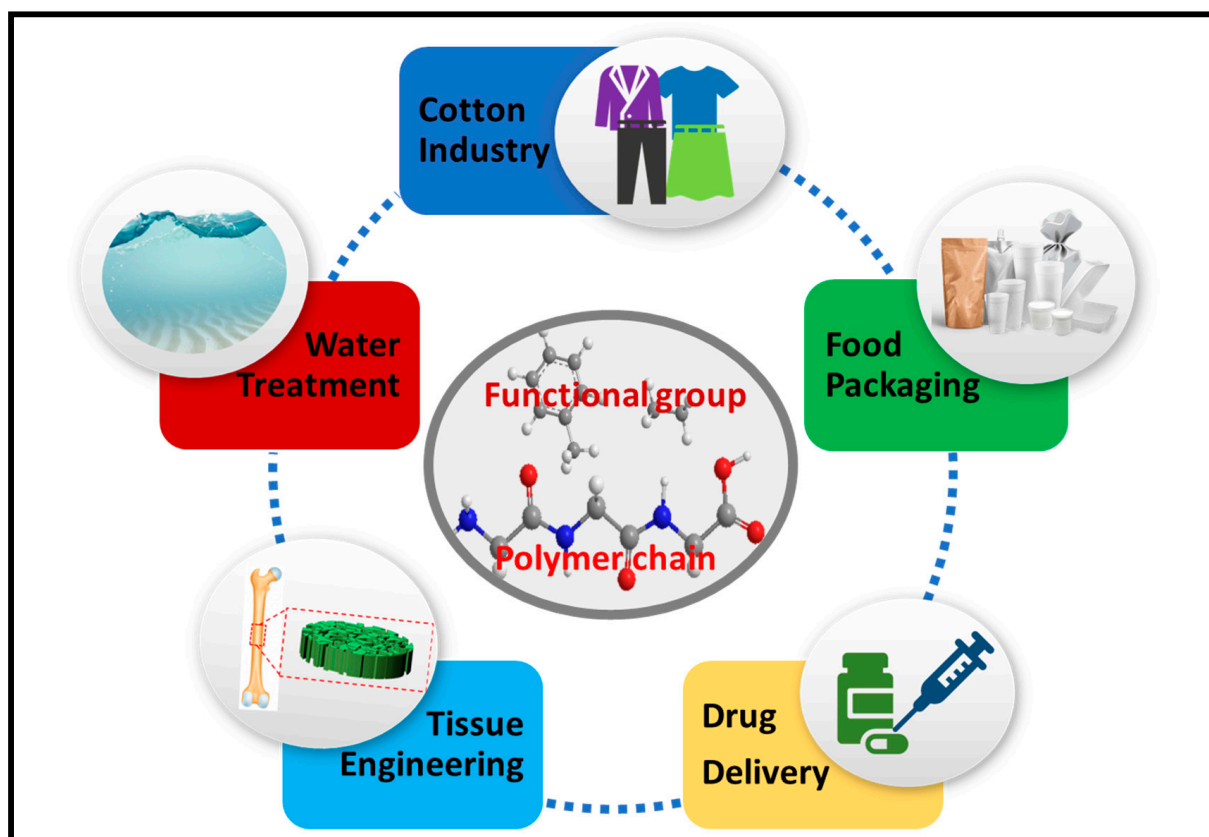 Cotton
Industry
Water
Treatment
Food
Packaging
Functional group
Polymer chain
Tissue
Engineering
Drug
Delivery